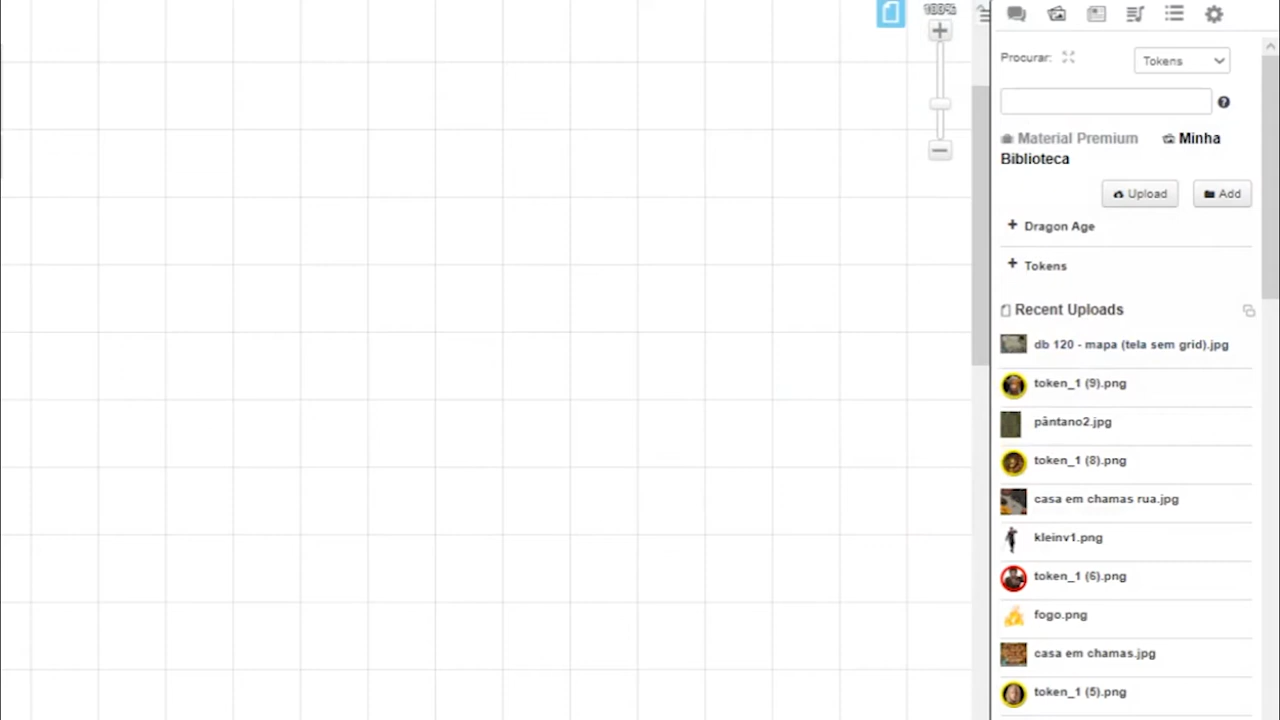 100%
Procurar:
Tokens
Material Premium
Minha
Biblioteca
Upload
Add
+ Dragon Age
+ Tokens
Recent Uploads
db 120 - mapa (tela sem grid).jpg
token_1 (9).png
pântano2.jpg
token_1 (8).png
casa em chamas rua.jpg
kleinv1.png
token_1 (6).png
fogo.png
casa em chamas.jpg
token_1 (5).png